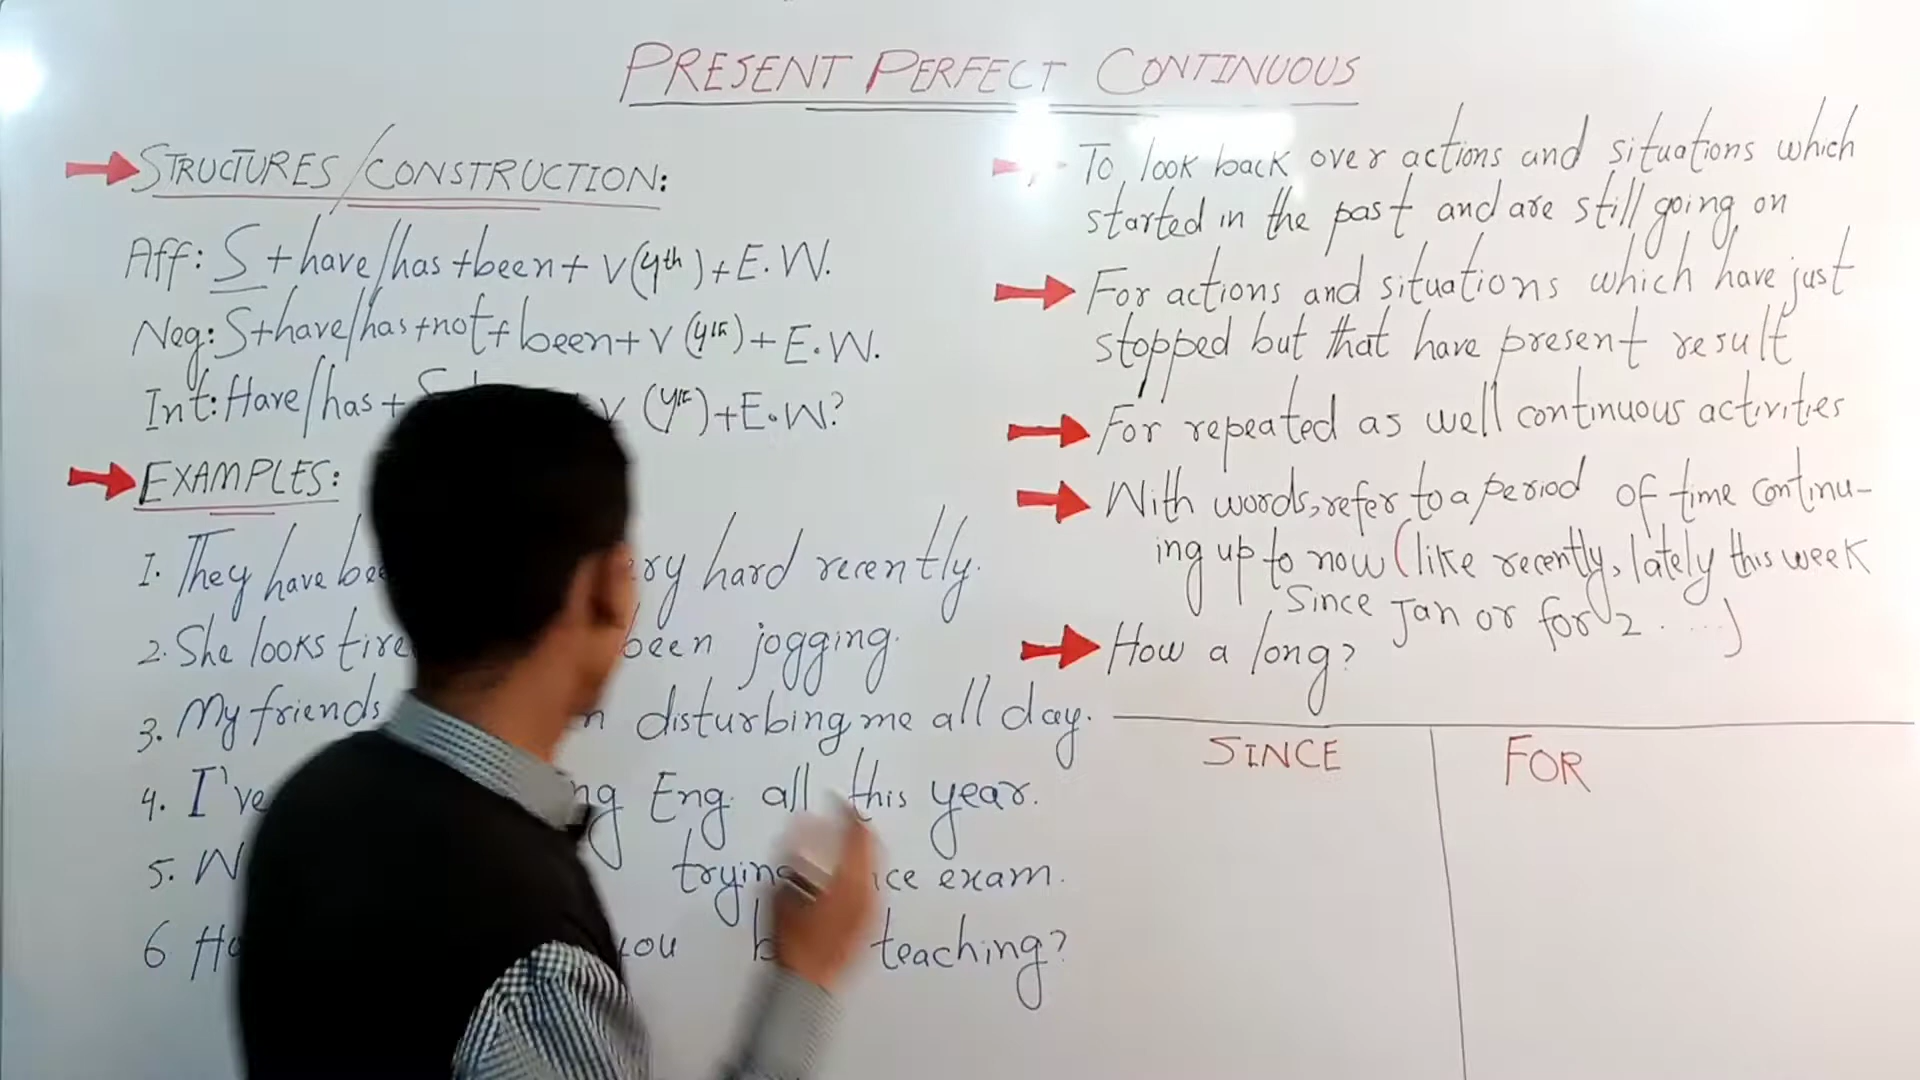 PRESENT PERFECT CONTINUOUS
STRUCTURES/CONSTRUCTION:
Aff: S+have/has+been+V(4th)+E.W.
Neg: S+have/has+not+been+V(4th)+E.W.
Int: Have/has+S V(4th)+E.W?
EXAMPLES:
1. They have hard recently.
2. She looks been jogging.
3. My friends disturbing me all day.
4. I've Eng. all this year.
5. exam.
6 teaching?
To look back over actions and situations which
started in the past and are still going on
For actions and situations which have just
stopped but that have present result
For repeated as well continuous activities
With words, refer to a period of time continu-
ing up to now (like recently, lately this week
Since Jan or for 2 ....)
How a long?
SINCE
FOR